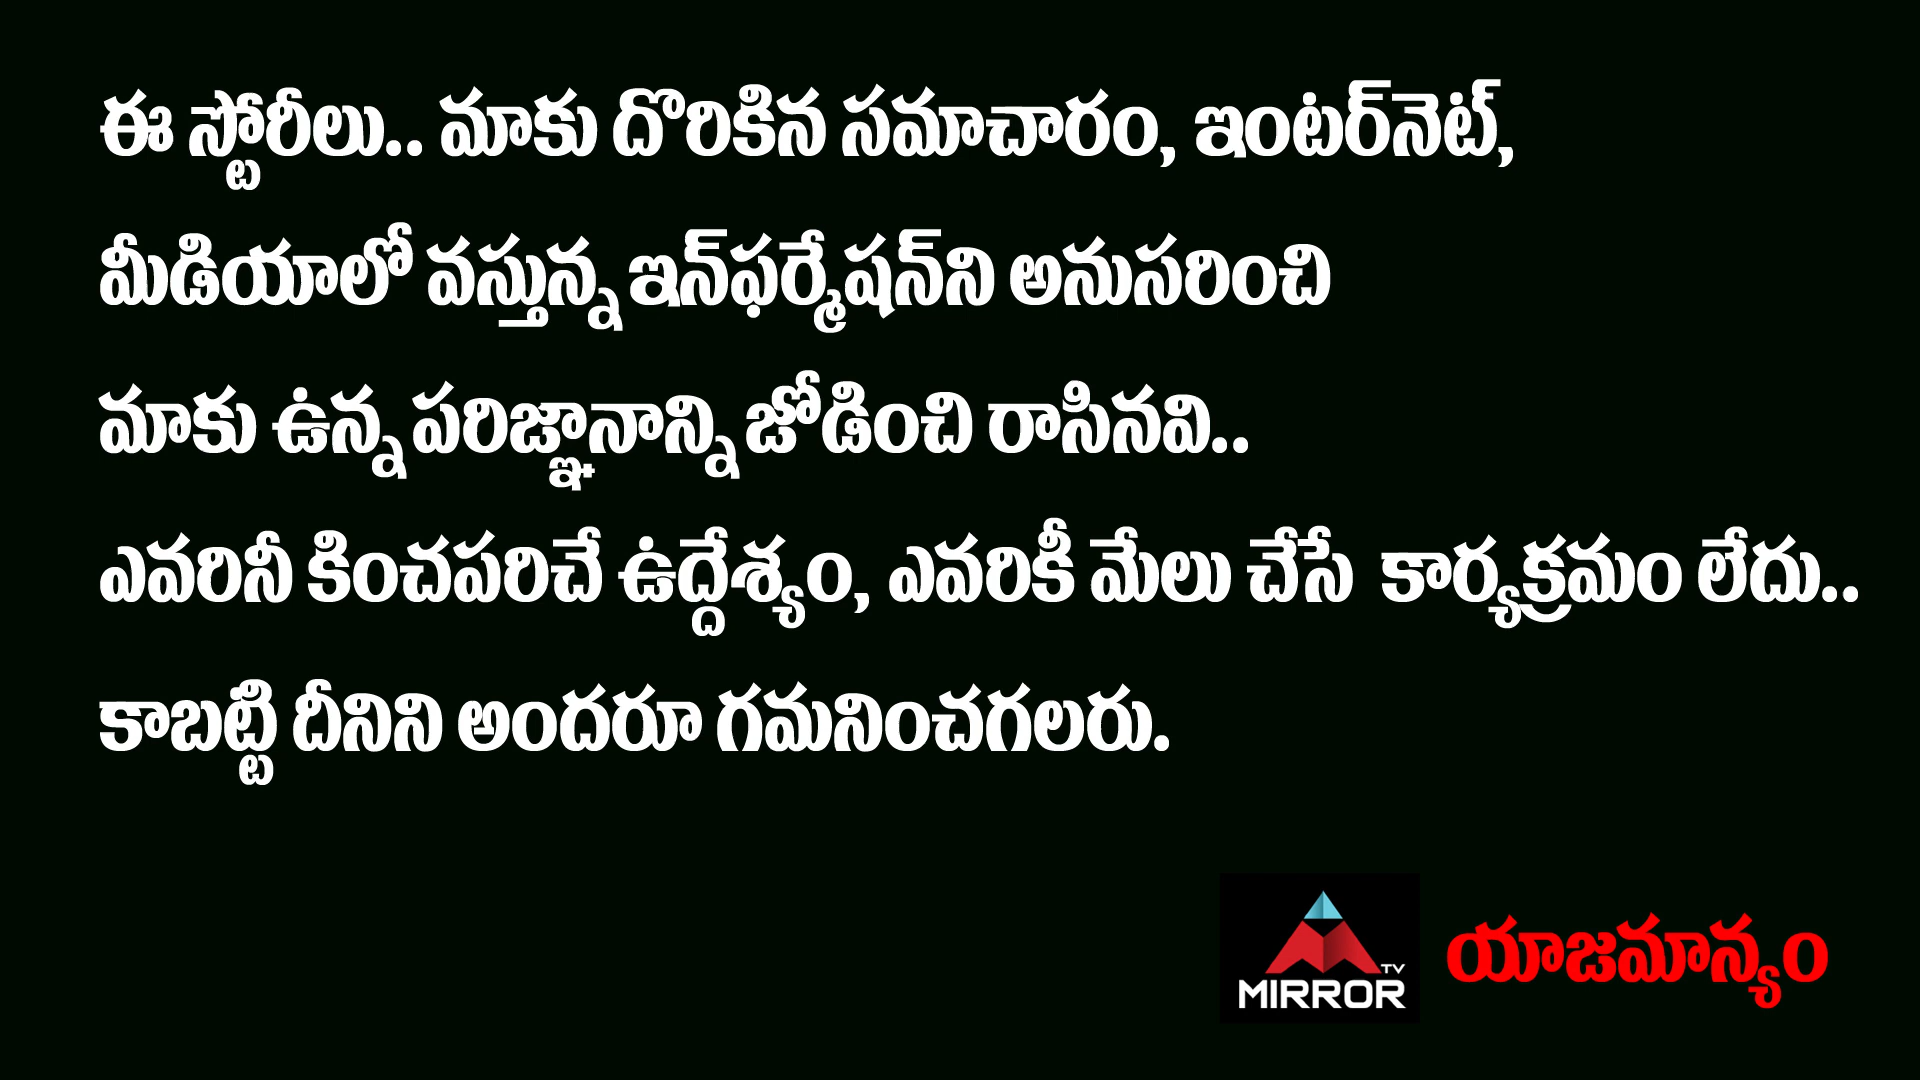 ఈ స్టోరీలు.. మాకు దొరికిన సమాచారం, ఇంటర్‌నెట్,
మీడియాలో వస్తున్న ఇన్‌ఫర్మేషన్‌ని అనుసరించి
మాకు ఉన్న పరిజ్ఞానాన్ని జోడించి రాసినవి..
ఎవరినీ కించపరిచే ఉద్దేశ్యం, ఎవరికీ మేలు చేసే కార్యక్రమం లేదు..
కాబట్టి దీనిని అందరూ గమనించగలరు.
TV
MIRROR
యాజమాన్యం